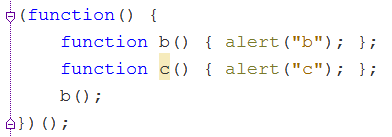 (function() {
    function b() { alert("b"); };
    function c() { alert("c"); };
    b();
})();